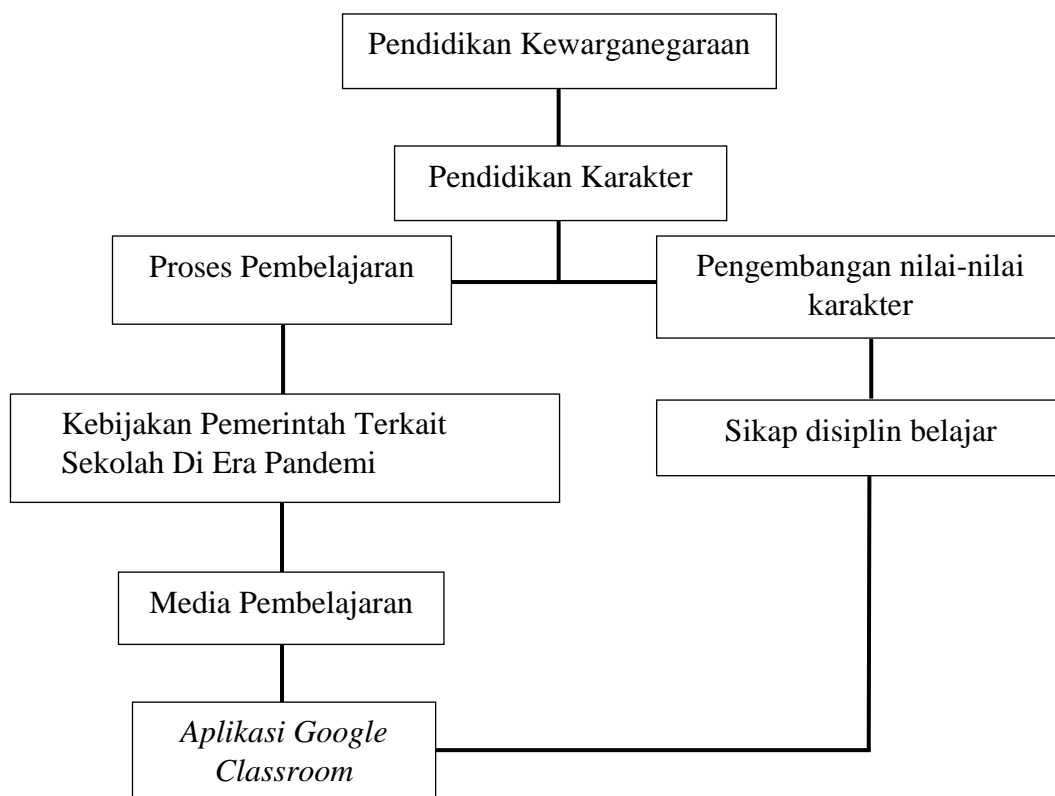 Pendidikan Kewarganegaraan
Pendidikan Karakter
Proses Pembelajaran
Pengembangan nilai-nilai
karakter
Kebijakan Pemerintah Terkait
Sekolah Di Era Pandemi
Sikap disiplin belajar
Media Pembelajaran
Aplikasi Google
Classroom